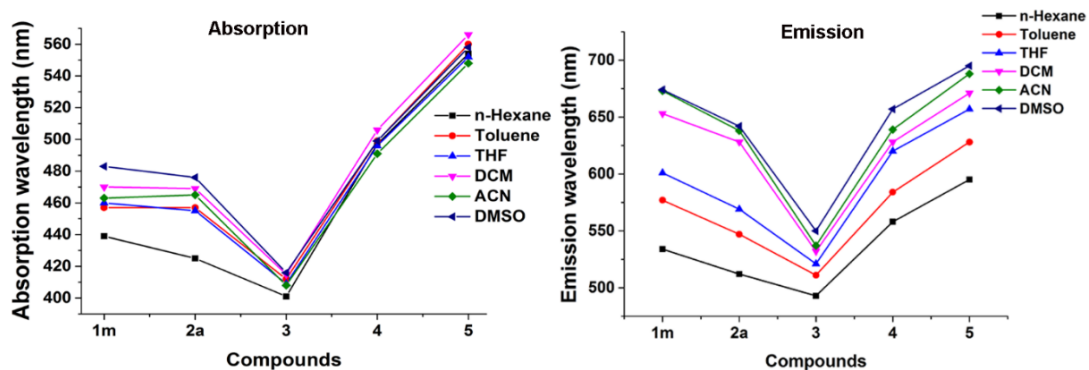 Absorption
Absorption wavelength (nm)
560
540
520
500
480
460
440
420
400
1m
2a
3
4
5
Compounds
n-Hexane
Toluene
THF
DCM
ACN
DMSO
Emission
Emission wavelength (nm)
700
650
600
550
500
1m
2a
3
4
5
Compounds
n-Hexane
Toluene
THF
DCM
ACN
DMSO